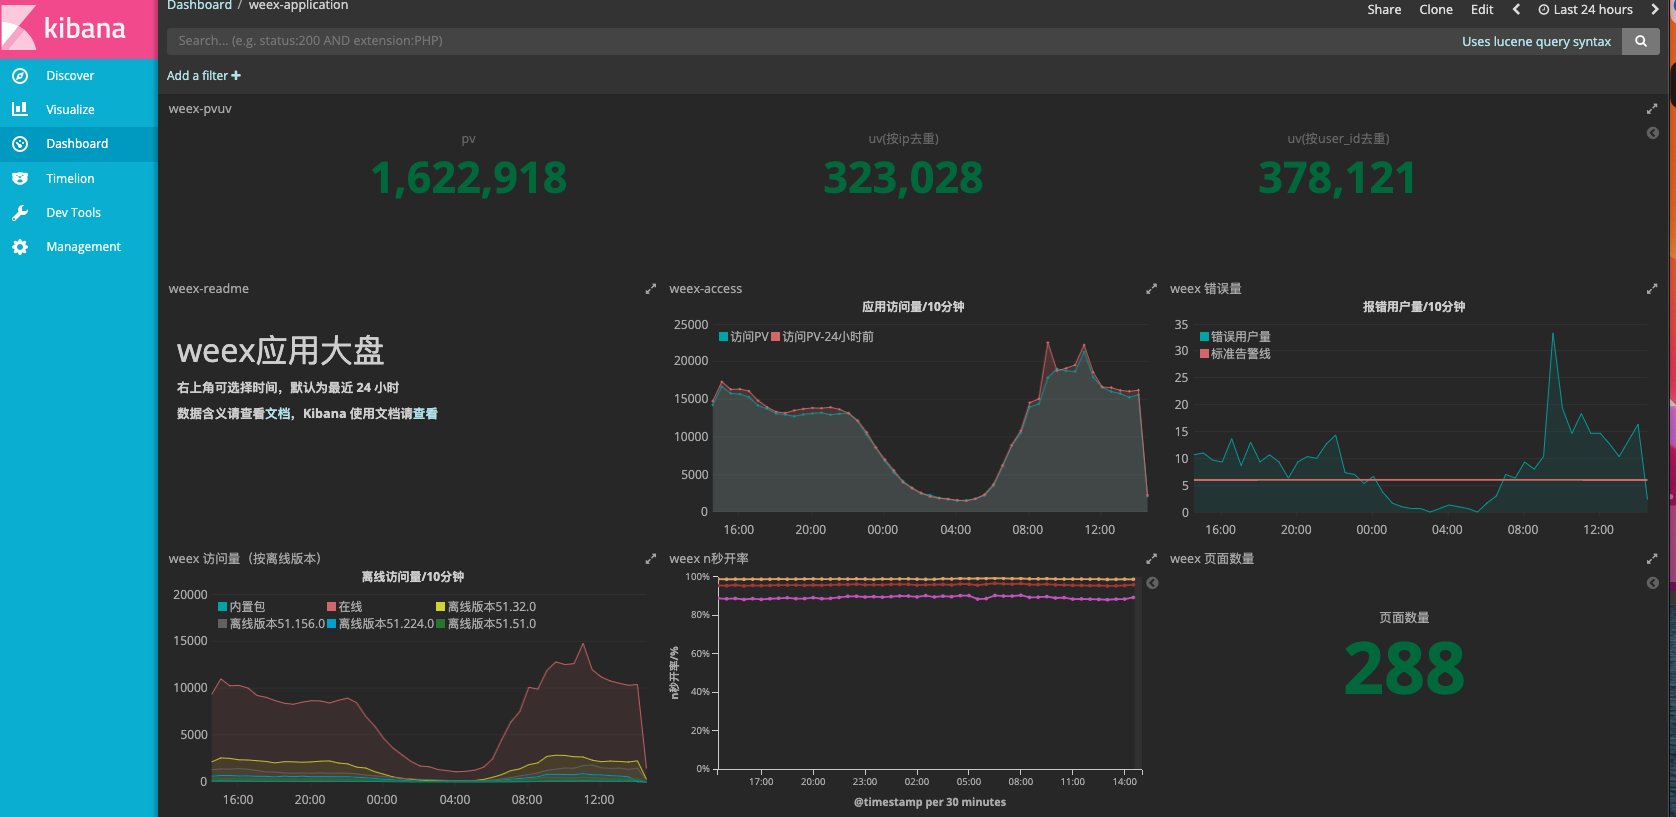 kibana
Discover
Visualize
Dashboard
Timelion
Dev Tools
Management
Dashboard / weex-application
Share Clone Edit Last 24 hours
Search... (e.g. status:200 AND extension:PHP)
Uses lucene query syntax
Add a filter
weex-pvuv
pv
1,622,918
uv(按ip去重)
323,028
uv(按user_id去重)
378,121
weex-readme
weex应用大盘
右上角可选择时间，默认为最近 24 小时
数据含义请查看文档，Kibana 使用文档请查看
weex-access
应用访问量/10分钟
访问PV 访问PV-24小时前
25000
20000
15000
10000
5000
0
16:00 20:00 00:00 04:00 08:00 12:00
weex 错误量
报错用户量/10分钟
错误用户量
标准告警线
35
30
25
20
15
10
5
0
16:00 20:00 00:00 04:00 08:00 12:00
weex 访问量（按离线版本）
离线访问量/10分钟
内置包 在线 离线版本51.32.0
离线版本51.156.0 离线版本51.224.0 离线版本51.51.0
20000
15000
10000
5000
0
16:00 20:00 00:00 04:00 08:00 12:00
weex n秒开率
n秒开率/%
100%
80%
60%
40%
20%
0%
17:00 20:00 23:00 02:00 05:00 08:00 11:00 14:00
@timestamp per 30 minutes
weex 页面数量
页面数量
288